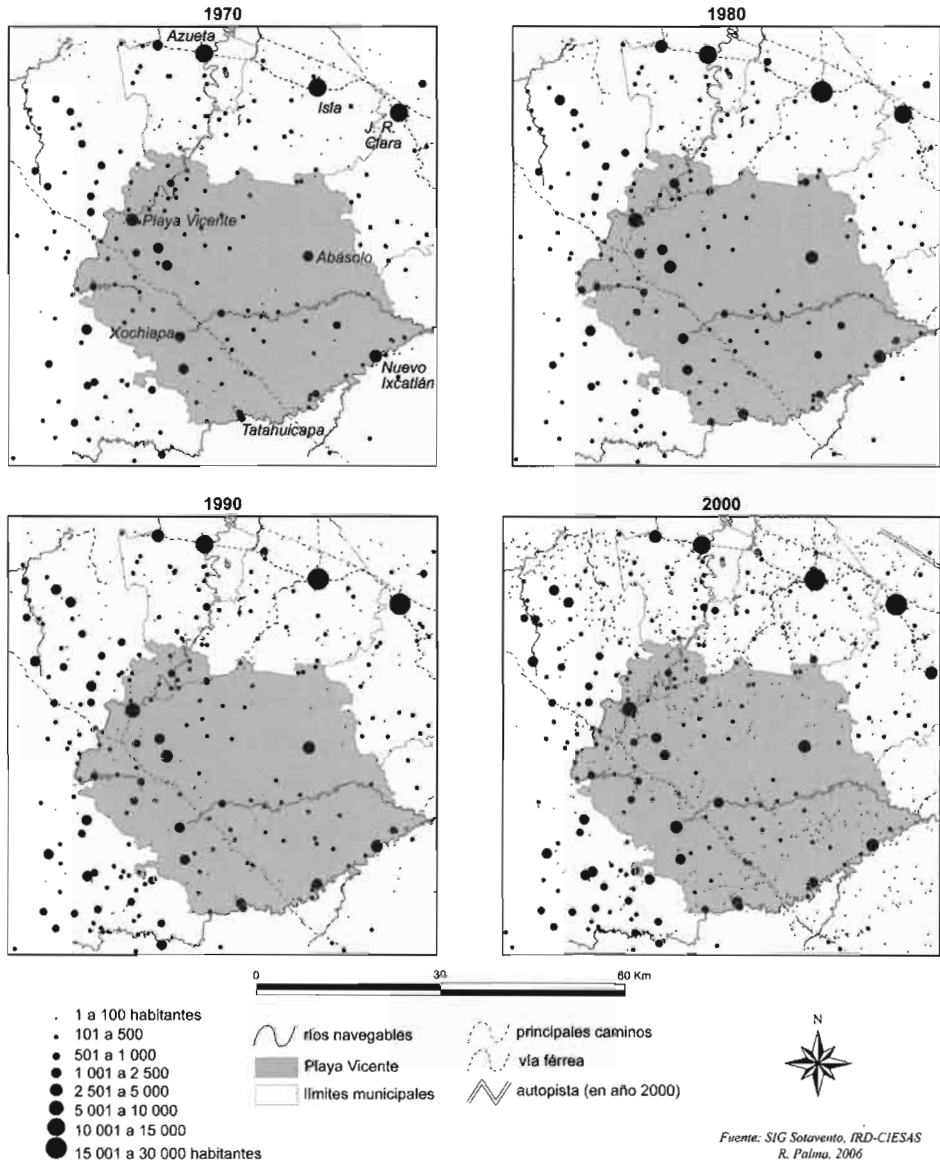 1970
1980
Azueta
Isla
J. R.
Clara
Playa Vicente
Abasolo
Xochiapa
Nuevo
Ixcatlán
Tatahuicapa
1990
2000
0 30 60 Km
1 a 100 habitantes
101 a 500
501 a 1 000
1 001 a 2 500
2 501 a 5 000
5 001 a 10 000
10 001 a 15 000
15 001 a 30 000 habitantes
ríos navegables
Playa Vicente
límites municipales
principales caminos
vía férrea
autopista (en año 2000)
N
Fuente: SIG Sotavento, IRD-CIESAS
R. Palma, 2006